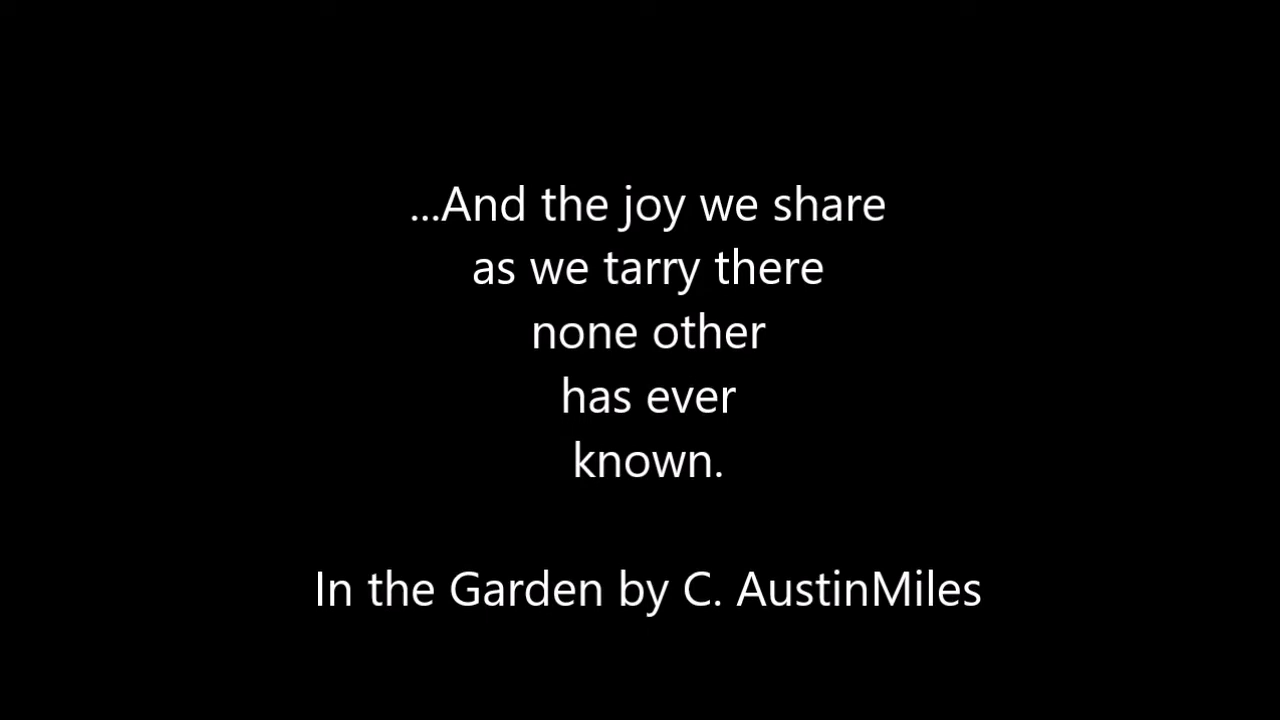 ...And the joy we share
as we tarry there
none other
has ever
known.
In the Garden by C. AustinMiles